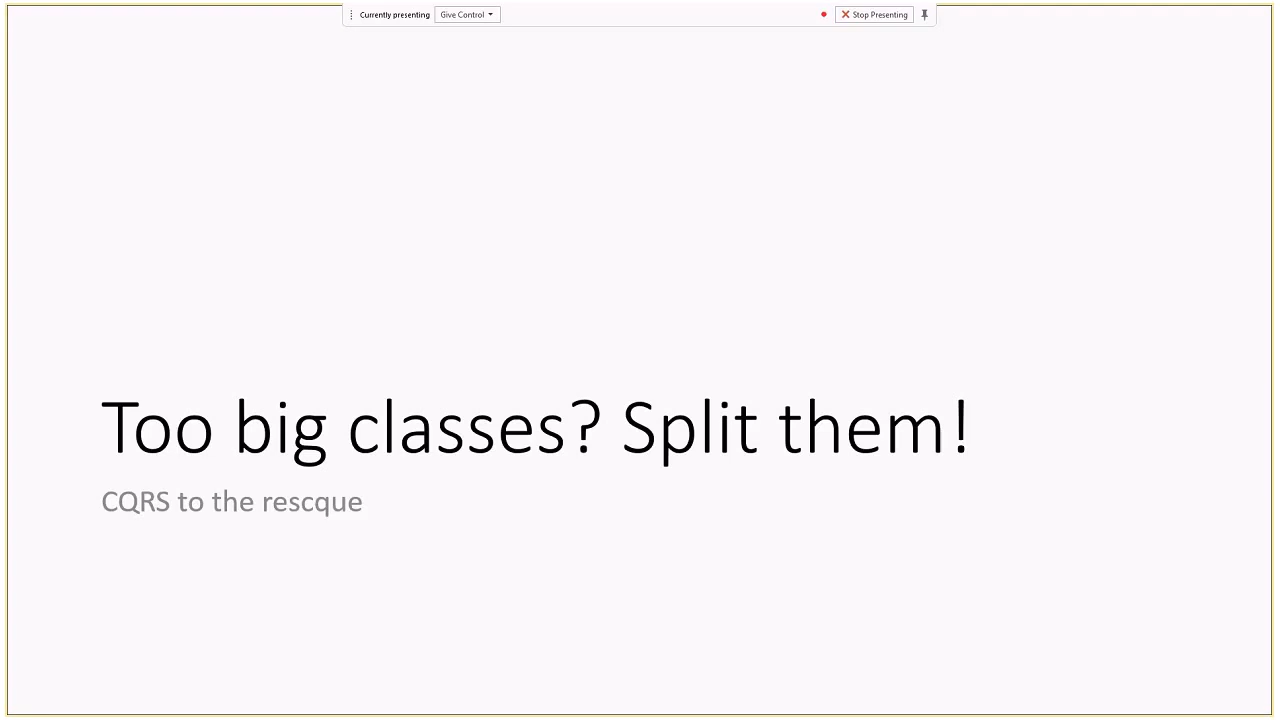 Currently presenting Give Control Stop Presenting
Too big classes? Split them!
CQRS to the rescque